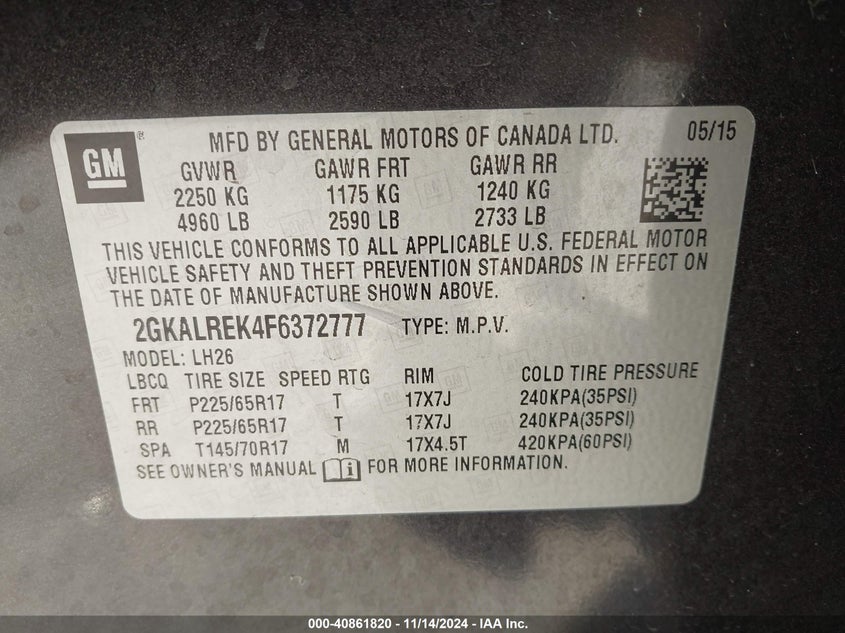 GM ® MFD BY GENERAL MOTORS OF CANADA LTD. 05/15
GVWR GAWR FRT GAWR RR
2250 KG 1175 KG 1240 KG
4960 LB 2590 LB 2733 LB
THIS VEHICLE CONFORMS TO ALL APPLICABLE U.S. FEDERAL MOTOR
VEHICLE SAFETY AND THEFT PREVENTION STANDARDS IN EFFECT ON
THE DATE OF MANUFACTURE SHOWN ABOVE.
2GKALREK4F6372777 TYPE: M.P.V.
MODEL: LH26
LBCQ TIRE SIZE SPEED RTG RIM COLD TIRE PRESSURE
FRT P225/65R17 T 17X7J 240KPA(35PSI)
RR P225/65R17 T 17X7J 240KPA(35PSI)
SPA T145/70R17 M 17X4.5T 420KPA(60PSI)
SEE OWNER'S MANUAL i FOR MORE INFORMATION.
000-40861820 — 11/14/2024 — IAA Inc.